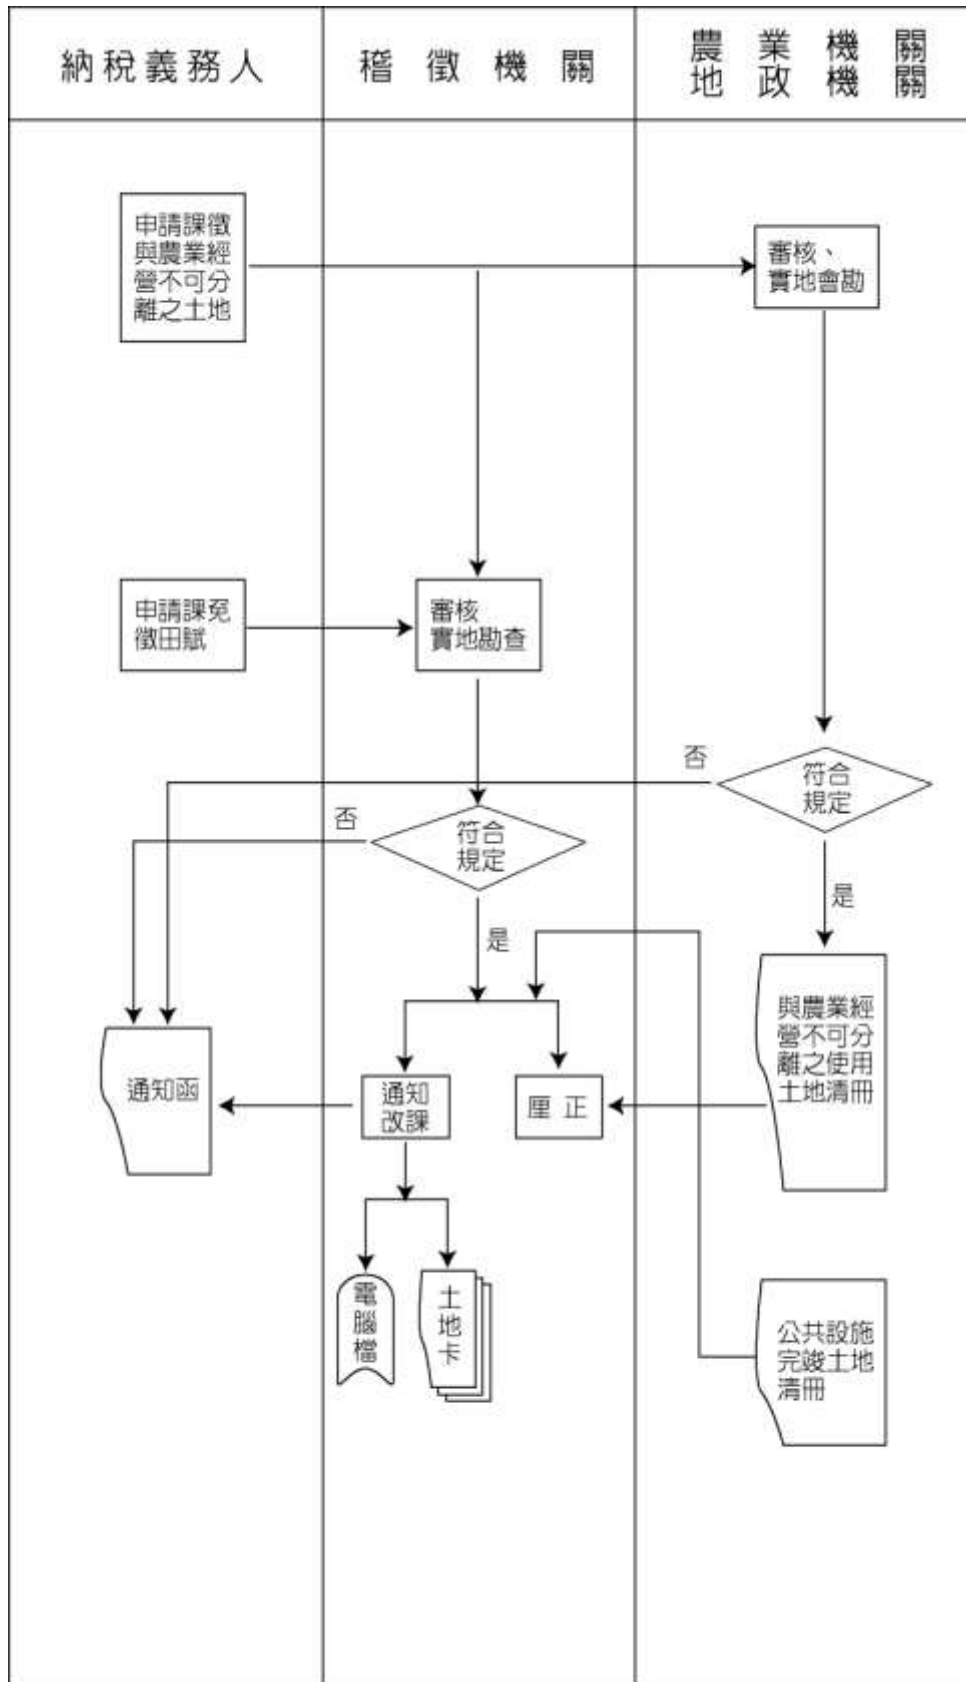 納稅義務人
稽徵機關
農業機關
地政機關
申請課徵
與農業經
營不可分
離之土地
審核、
實地會勘
申請課免
徵田賦
審核
實地勘查
否
符合
規定
否
符合
規定
是
是
與農業經
營不可分
離之使用
土地清冊
通知函
通知
改課
厘正
電腦檔
土地卡
公共設施
完竣土地
清冊